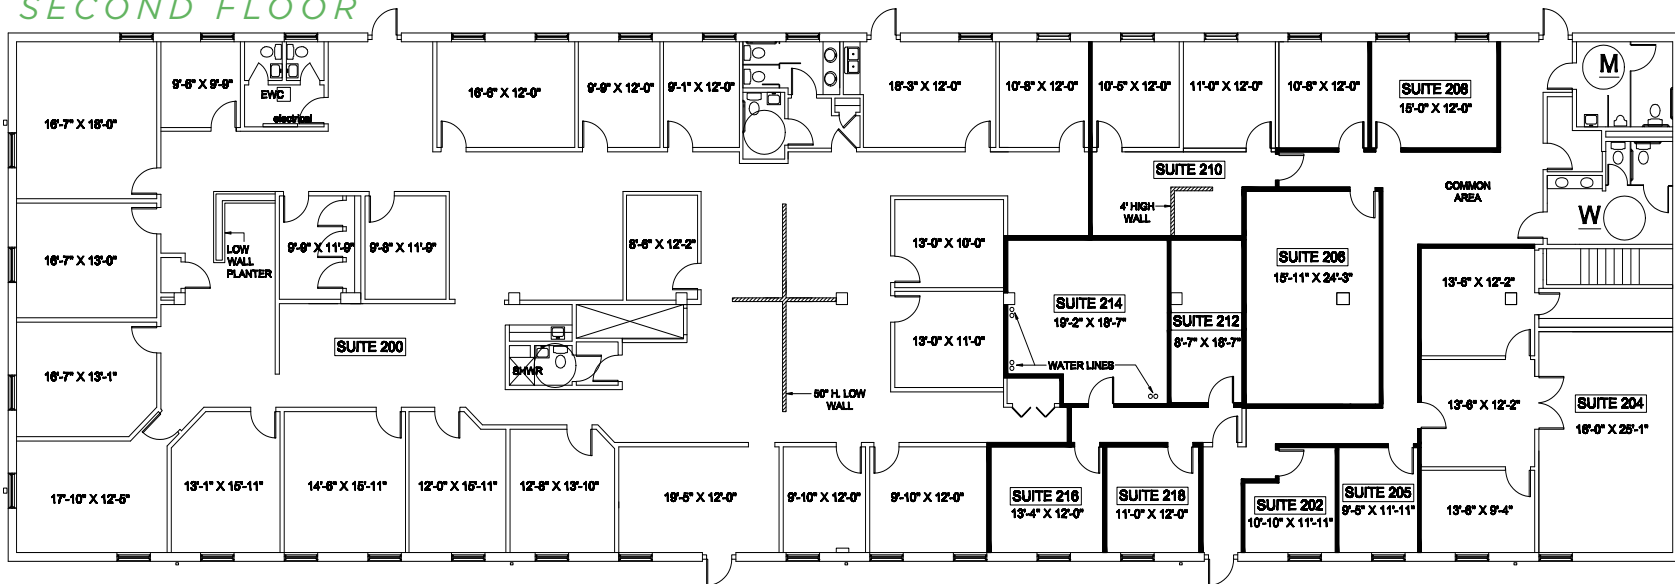 SECOND FLOOR
16'-7" X 18'-0"
9'-6" X 9'-9"
EWC
electrical
16'-6" X 12'-0"
9'-9" X 12'-0"
9'-1" X 12'-0"
18'-3" X 12'-0"
10'-8" X 12'-0"
10'-5" X 12'-0"
11'-0" X 12'-0"
10'-8" X 12'-0"
SUITE 208
15'-0" X 12'-0"
M
SUITE 210
4' HIGH
WALL
COMMON
AREA
W
16'-7" X 13'-0"
LOW
WALL
PLANTER
9'-9" X 11'-9"
9'-8" X 11'-9"
8'-6" X 12'-2"
13'-0" X 10'-0"
SUITE 206
15'-11" X 24'-3"
13'-6" X 12'-2"
SUITE 214
19'-2" X 18'-7"
SUITE 212
8'-7" X 18'-7"
WATER LINES
16'-7" X 13'-1"
SUITE 200
SHWR
60" H. LOW
WALL
13'-0" X 11'-0"
13'-6" X 12'-2"
SUITE 204
16'-0" X 25'-1"
17'-10" X 12'-5"
13'-1" X 15'-11"
14'-6" X 15'-11"
12'-0" X 15'-11"
12'-8" X 13'-10"
19'-5" X 12'-0"
9'-10" X 12'-0"
9'-10" X 12'-0"
SUITE 216
13'-4" X 12'-0"
SUITE 218
11'-0" X 12'-0"
SUITE 202
10'-10" X 11'-11"
SUITE 205
9'-5" X 11'-11"
13'-6" X 9'-4"